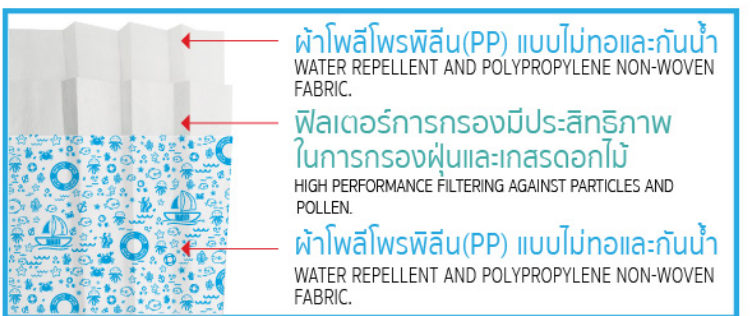 ผ้าโพลีโพรพิลีน(PP) แบบไม่ทอและกันน้ำ
WATER REPELLENT AND POLYPROPYLENE NON-WOVEN
FABRIC.
ฟิลเตอร์การกรองมีประสิทธิภาพ
ในการกรองฝุ่นและเกสรดอกไม้
HIGH PERFORMANCE FILTERING AGAINST PARTICLES AND
POLLEN.
ผ้าโพลีโพรพิลีน(PP) แบบไม่ทอและกันน้ำ
WATER REPELLENT AND POLYPROPYLENE NON-WOVEN
FABRIC.